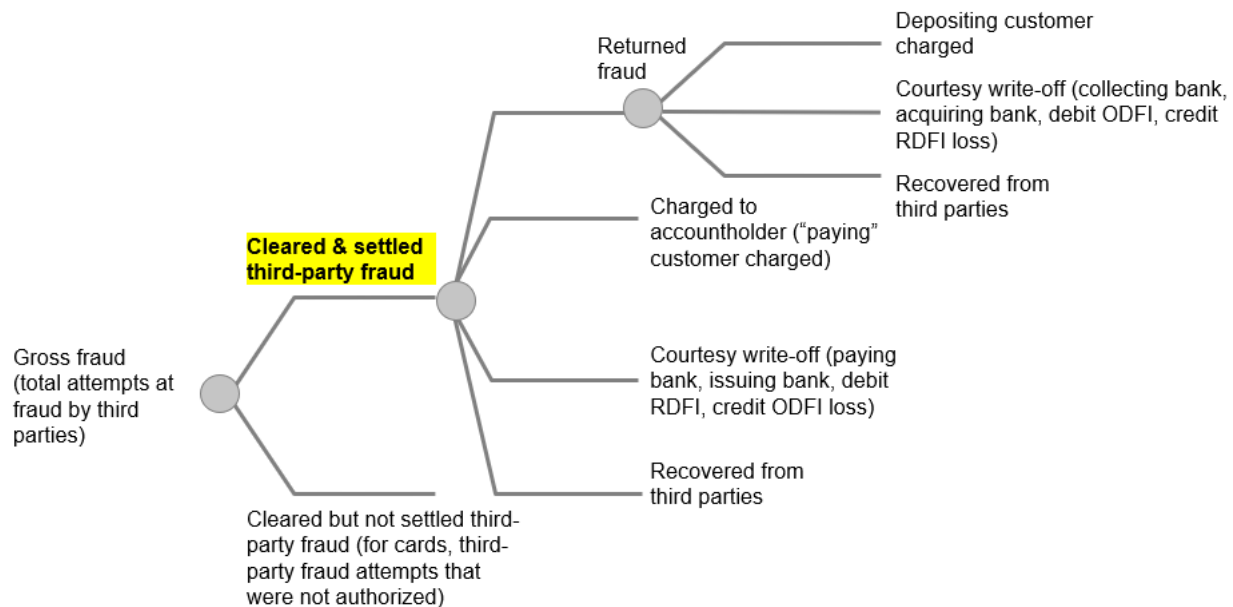 Gross fraud
(total attempts at
fraud by third
parties)
Cleared & settled
third-party fraud
Cleared but not settled third-
party fraud (for cards, third-
party fraud attempts that
were not authorized)
Returned
fraud
Charged to
accountholder (“paying”
customer charged)
Courtesy write-off (paying
bank, issuing bank, debit
RDFI, credit ODFI loss)
Recovered from
third parties
Depositing customer
charged
Courtesy write-off (collecting bank,
acquiring bank, debit ODFI, credit
RDFI loss)
Recovered from
third parties